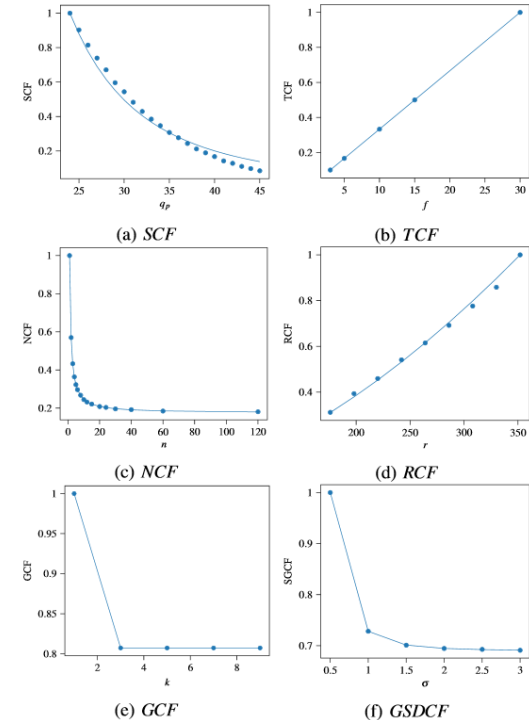 1
0.8
0.6
0.4
0.2
SCF
25 30 35 40 45
q_p
(a) SCF
1
0.8
0.6
0.4
0.2
TCF
5 10 15 20 25 30
f
(b) TCF
1
0.8
0.6
0.4
0.2
NCF
0 20 40 60 80 100 120
n
(c) NCF
1
0.8
0.6
0.4
RCF
200 250 300 350
r
(d) RCF
1
0.95
0.9
0.85
0.8
GCF
2 4 6 8
k
(e) GCF
1
0.9
0.8
0.7
SGCF
0.5 1 1.5 2 2.5 3
σ
(f) GSDCF